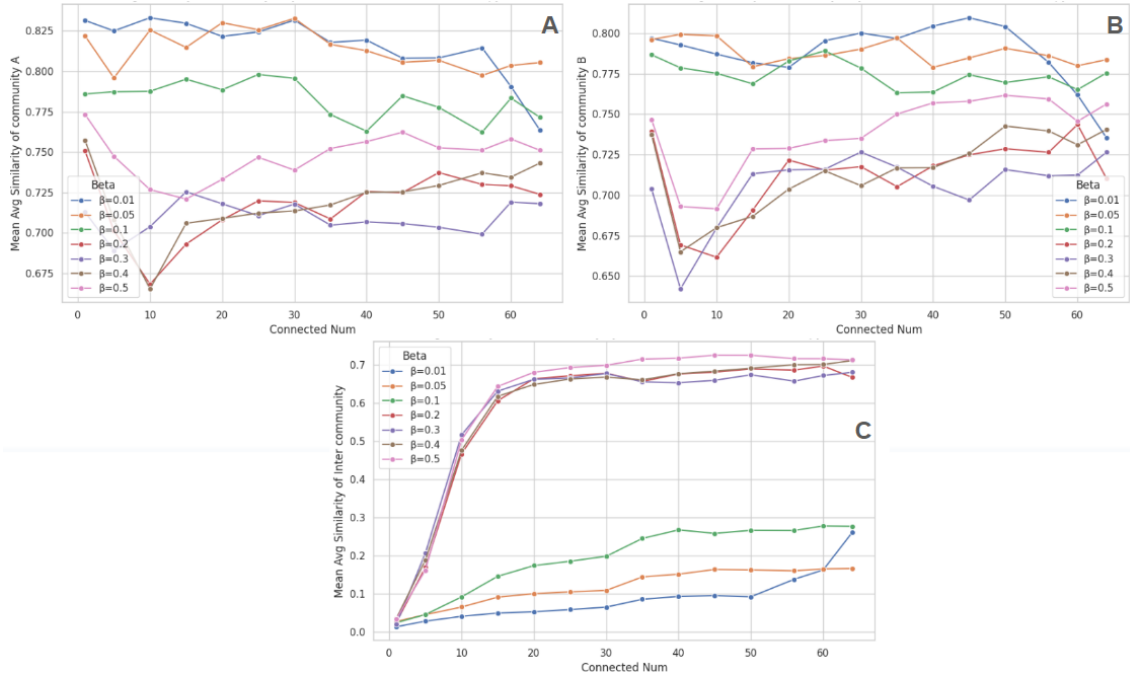 A
0.825
0.800
0.775
0.750
0.725
0.700
0.675
Mean Avg Similarity of community A
Beta
β=0.01
β=0.05
β=0.1
β=0.2
β=0.3
β=0.4
β=0.5
0
10
20
30
40
50
60
Connected Num
B
0.800
0.775
0.750
0.725
0.700
0.675
0.650
Mean Avg Similarity of community B
Beta
β=0.01
β=0.05
β=0.1
β=0.2
β=0.3
β=0.4
β=0.5
0
10
20
30
40
50
60
Connected Num
C
0.7
0.6
0.5
0.4
0.3
0.2
0.1
0.0
Mean Avg Similarity of Inter community
Beta
β=0.01
β=0.05
β=0.1
β=0.2
β=0.3
β=0.4
β=0.5
0
10
20
30
40
50
60
Connected Num